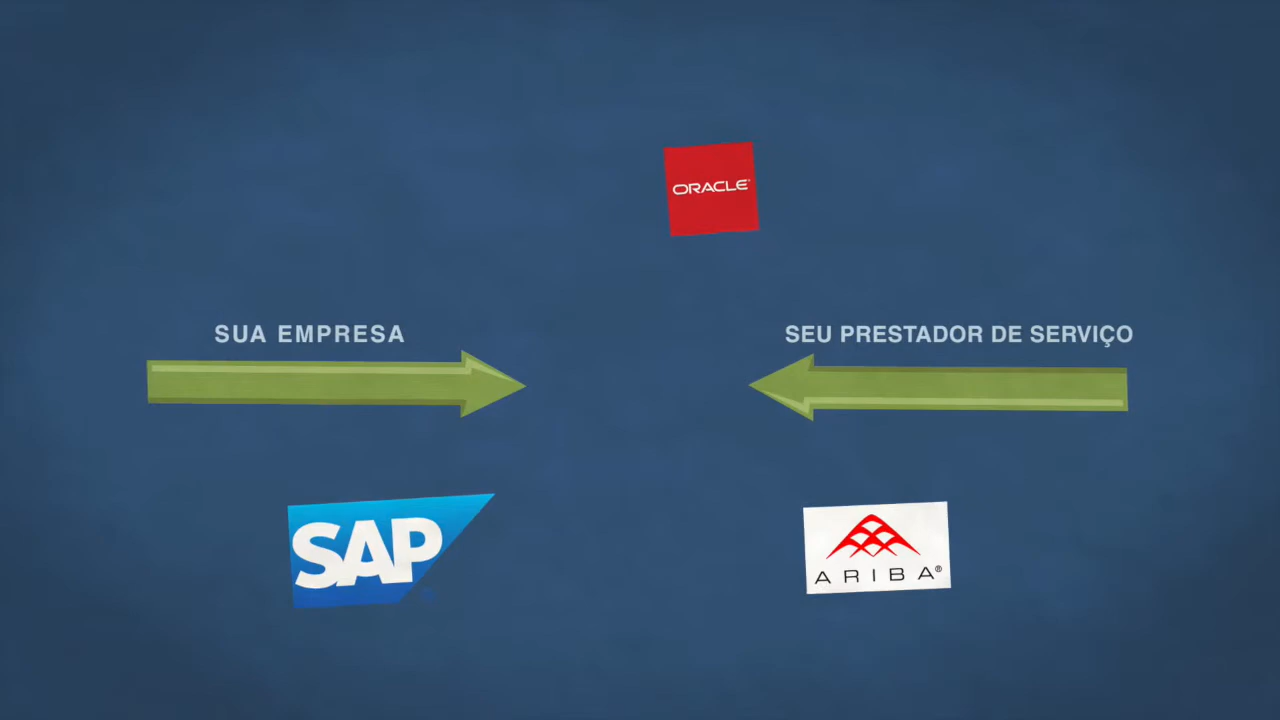 ORACLE®
SUA EMPRESA
SEU PRESTADOR DE SERVIÇO
SAP®
ARIBA®